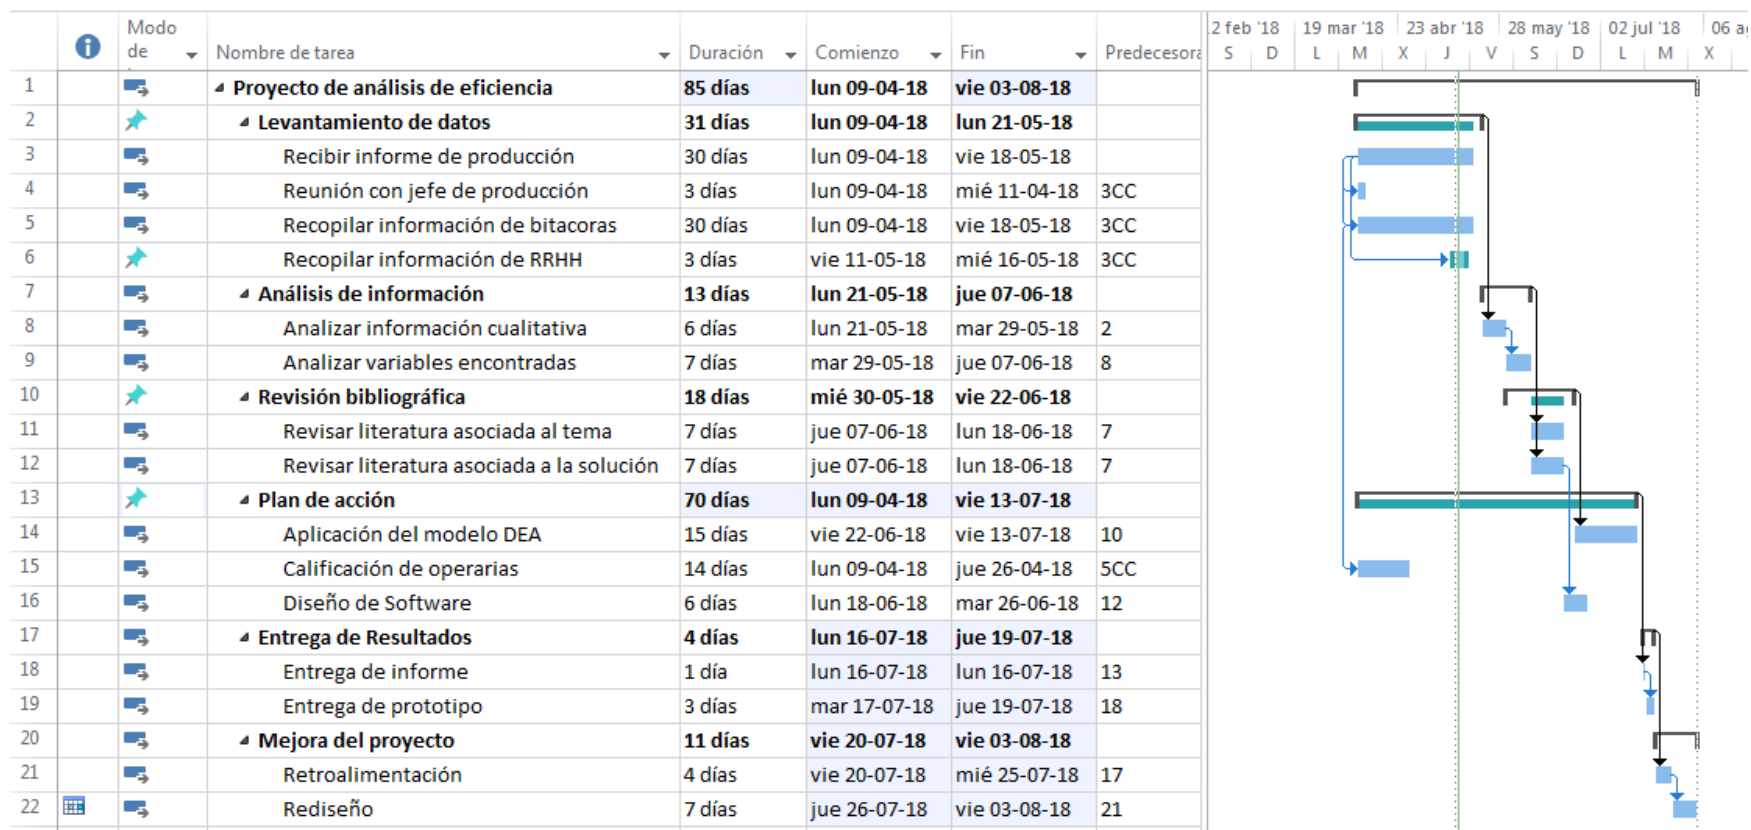 Modo de Nombre de tarea Duración Comienzo Fin Predecesora
2 feb '18 19 mar '18 23 abr '18 28 may '18 02 jul '18 06 a
S D L M X J V S D L M X
1 Proyecto de análisis de eficiencia 85 días lun 09-04-18 vie 03-08-18
2 Levantamiento de datos 31 días lun 09-04-18 lun 21-05-18
3 Recibir informe de producción 30 días lun 09-04-18 vie 18-05-18
4 Reunión con jefe de producción 3 días lun 09-04-18 mié 11-04-18 3CC
5 Recopilar información de bitacoras 30 días lun 09-04-18 vie 18-05-18 3CC
6 Recopilar información de RRHH 3 días vie 11-05-18 mié 16-05-18 3CC
7 Análisis de información 13 días lun 21-05-18 jue 07-06-18
8 Analizar información cualitativa 6 días lun 21-05-18 mar 29-05-18 2
9 Analizar variables encontradas 7 días mar 29-05-18 jue 07-06-18 8
10 Revisión bibliográfica 18 días mié 30-05-18 vie 22-06-18
11 Revisar literatura asociada al tema 7 días jue 07-06-18 lun 18-06-18 7
12 Revisar literatura asociada a la solución 7 días jue 07-06-18 lun 18-06-18 7
13 Plan de acción 70 días lun 09-04-18 vie 13-07-18
14 Aplicación del modelo DEA 15 días vie 22-06-18 vie 13-07-18 10
15 Calificación de operarias 14 días lun 09-04-18 jue 26-04-18 5CC
16 Diseño de Software 6 días lun 18-06-18 mar 26-06-18 12
17 Entrega de Resultados 4 días lun 16-07-18 jue 19-07-18
18 Entrega de informe 1 día lun 16-07-18 lun 16-07-18 13
19 Entrega de prototipo 3 días mar 17-07-18 jue 19-07-18 18
20 Mejora del proyecto 11 días vie 20-07-18 vie 03-08-18
21 Retroalimentación 4 días vie 20-07-18 mié 25-07-18 17
22 Rediseño 7 días jue 26-07-18 vie 03-08-18 21